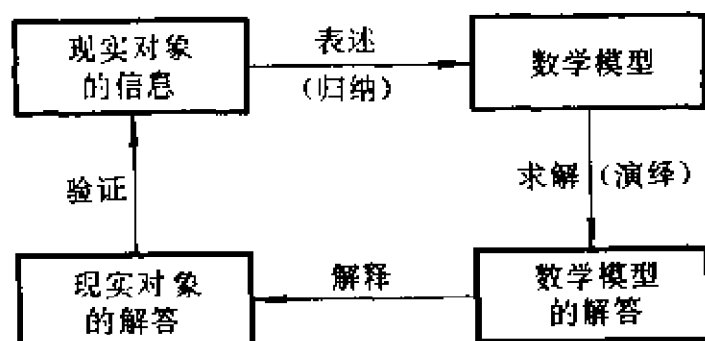 现实对象
的信息
表述
(归纳)
数学模型
验证
求解(演绎)
现实对象
的解答
解释
数学模型
的解答